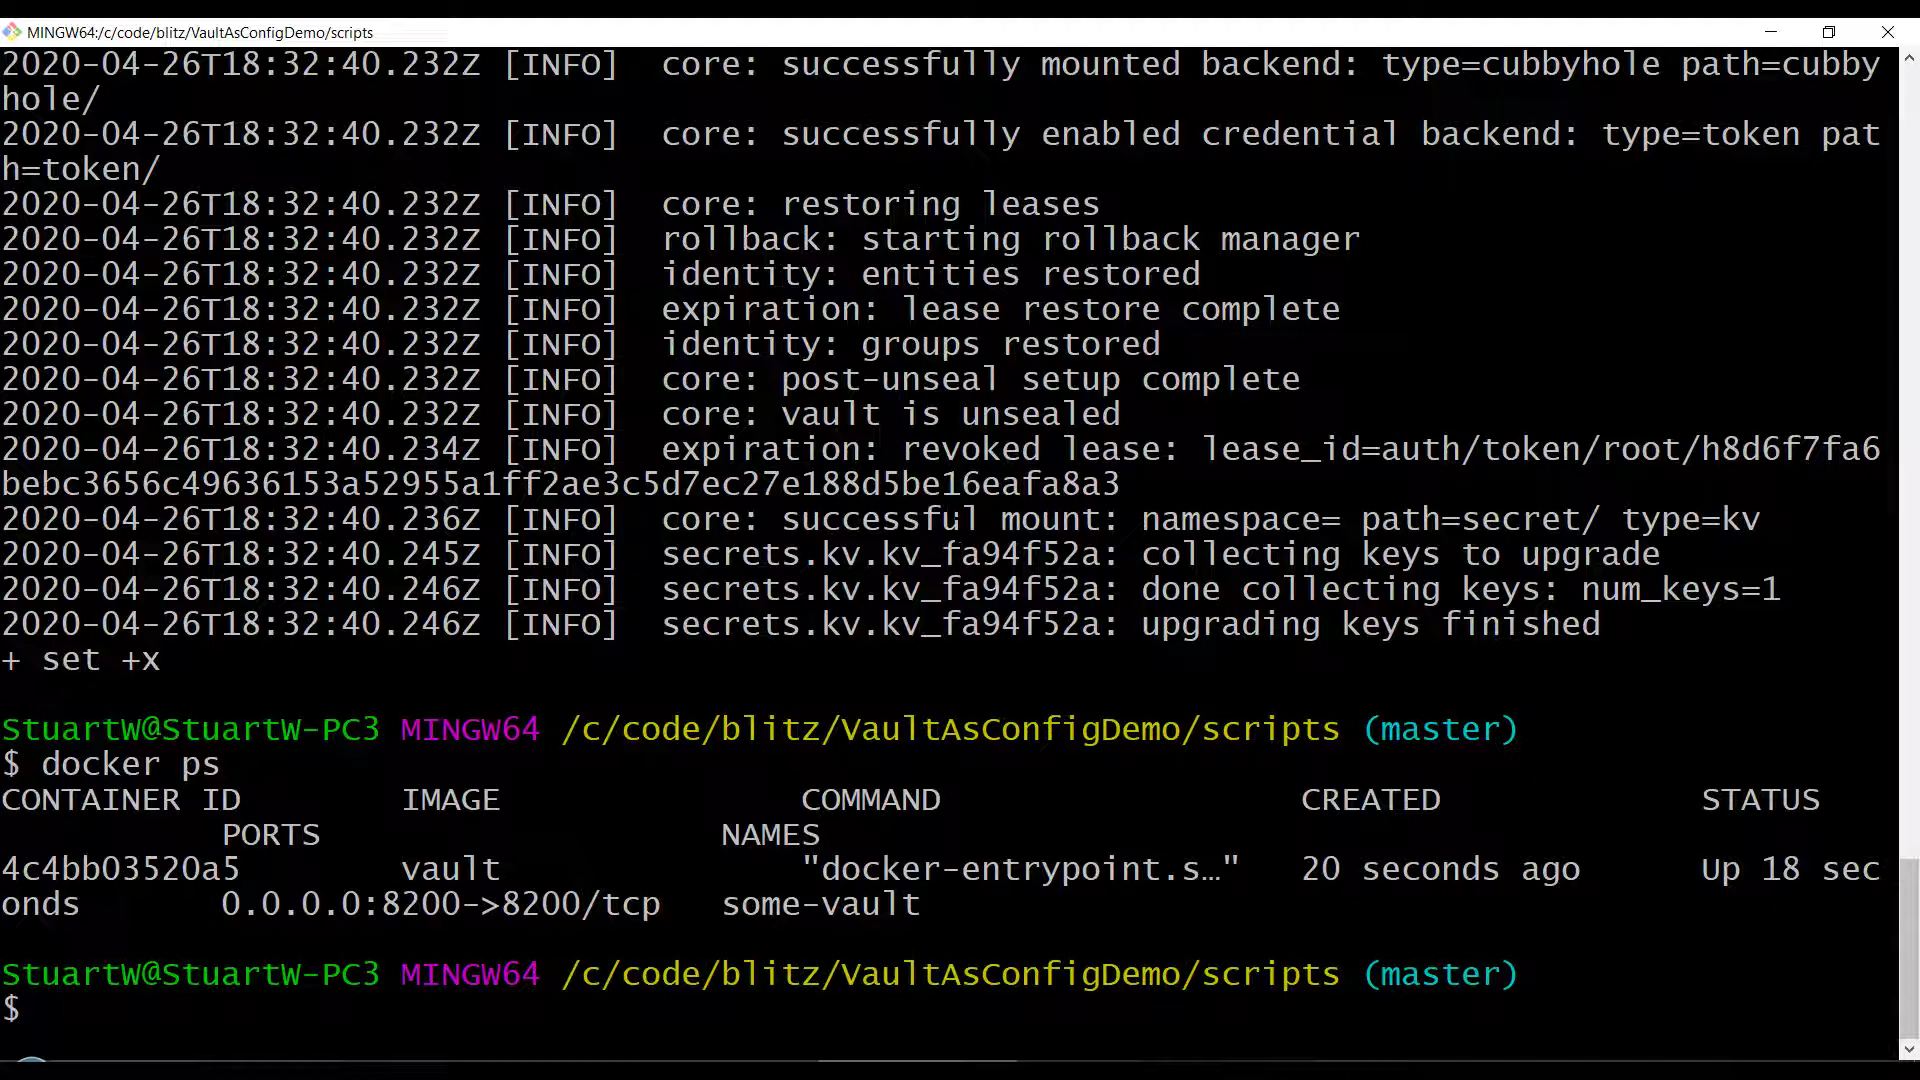 MINGW64:/c/code/blitz/VaultAsConfigDemo/scripts
2020-04-26T18:32:40.232Z [INFO]  core: successfully mounted backend: type=cubbyhole path=cubby
hole/
2020-04-26T18:32:40.232Z [INFO]  core: successfully enabled credential backend: type=token pat
h=token/
2020-04-26T18:32:40.232Z [INFO]  core: restoring leases
2020-04-26T18:32:40.232Z [INFO]  rollback: starting rollback manager
2020-04-26T18:32:40.232Z [INFO]  identity: entities restored
2020-04-26T18:32:40.232Z [INFO]  expiration: lease restore complete
2020-04-26T18:32:40.232Z [INFO]  identity: groups restored
2020-04-26T18:32:40.232Z [INFO]  core: post-unseal setup complete
2020-04-26T18:32:40.232Z [INFO]  core: vault is unsealed
2020-04-26T18:32:40.234Z [INFO]  expiration: revoked lease: lease_id=auth/token/root/h8d6f7fa6
bebc3656c49636153a52955a1ff2ae3c5d7ec27e188d5be16eafa8a3
2020-04-26T18:32:40.236Z [INFO]  core: successful mount: namespace= path=secret/ type=kv
2020-04-26T18:32:40.245Z [INFO]  secrets.kv.kv_fa94f52a: collecting keys to upgrade
2020-04-26T18:32:40.246Z [INFO]  secrets.kv.kv_fa94f52a: done collecting keys: num_keys=1
2020-04-26T18:32:40.246Z [INFO]  secrets.kv.kv_fa94f52a: upgrading keys finished
+ set +x
StuartW@StuartW-PC3 MINGW64 /c/code/blitz/VaultAsConfigDemo/scripts (master)
$ docker ps
CONTAINER ID        IMAGE               COMMAND                  CREATED             STATUS
           PORTS                    NAMES
4c4bb03520a5        vault               "docker-entrypoint.s…"   20 seconds ago      Up 18 sec
onds       0.0.0.0:8200->8200/tcp   some-vault
StuartW@StuartW-PC3 MINGW64 /c/code/blitz/VaultAsConfigDemo/scripts (master)
$